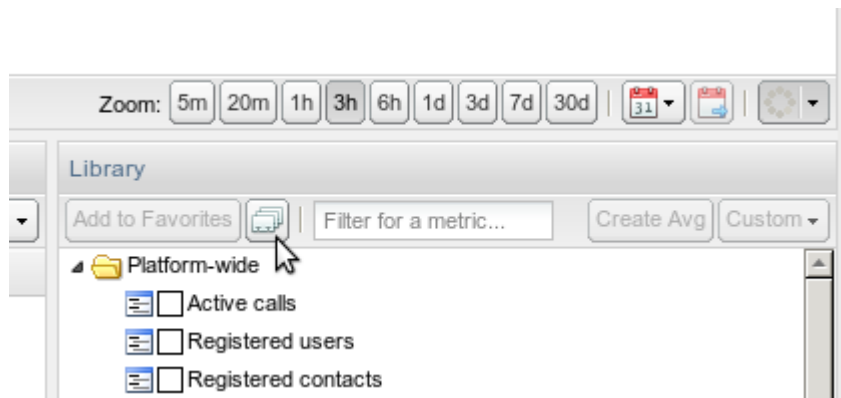 Zoom: 5m 20m 1h 3h 6h 1d 3d 7d 30d 31
Library
Add to Favorites Filter for a metric... Create Avg Custom
Platform-wide
Active calls
Registered users
Registered contacts